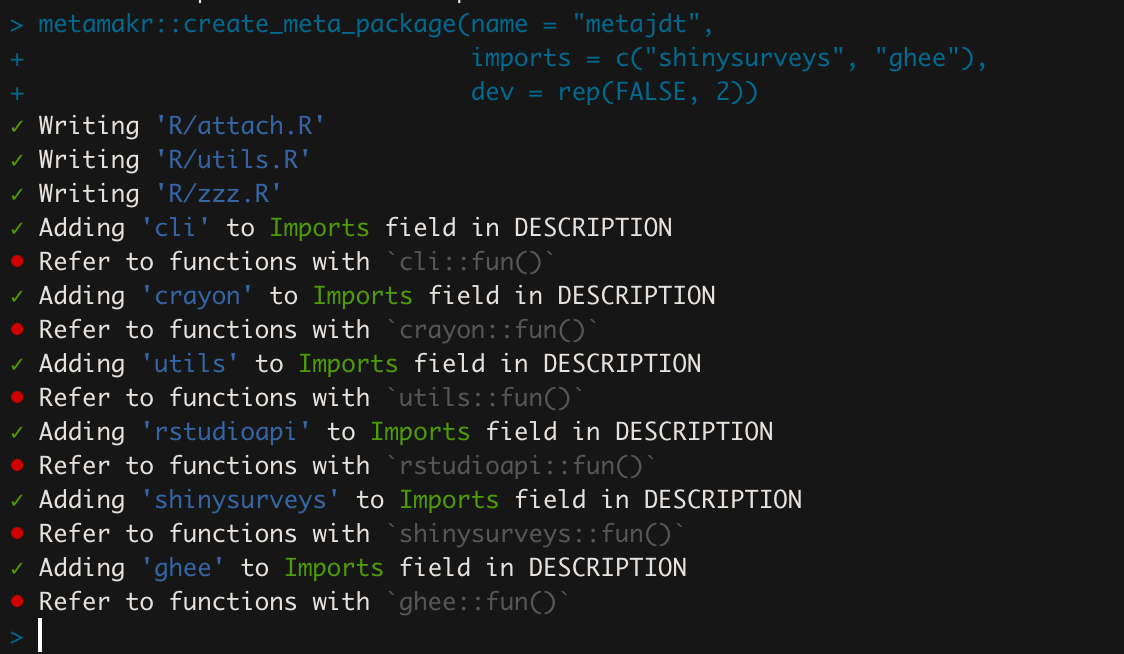 > metamakr::create_meta_package(name = "metajdt",
+                              imports = c("shinysurveys", "ghee"),
+                              dev = rep(FALSE, 2))
✓ Writing 'R/attach.R'
✓ Writing 'R/utils.R'
✓ Writing 'R/zzz.R'
✓ Adding 'cli' to Imports field in DESCRIPTION
● Refer to functions with `cli::fun()`
✓ Adding 'crayon' to Imports field in DESCRIPTION
● Refer to functions with `crayon::fun()`
✓ Adding 'utils' to Imports field in DESCRIPTION
● Refer to functions with `utils::fun()`
✓ Adding 'rstudioapi' to Imports field in DESCRIPTION
● Refer to functions with `rstudioapi::fun()`
✓ Adding 'shinysurveys' to Imports field in DESCRIPTION
● Refer to functions with `shinysurveys::fun()`
✓ Adding 'ghee' to Imports field in DESCRIPTION
● Refer to functions with `ghee::fun()`
>